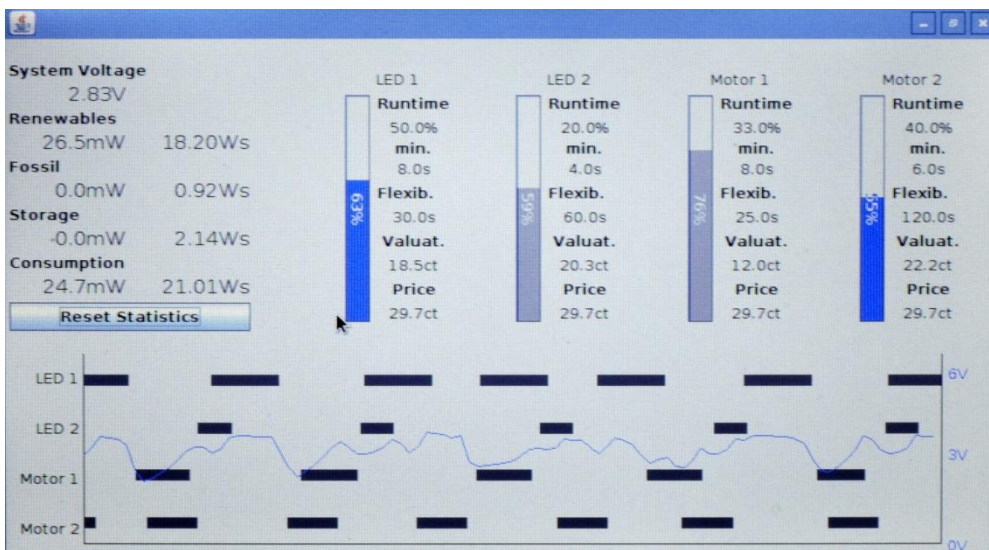 System Voltage
2.83V
Renewables
26.5mW 18.20Ws
Fossil
0.0mW 0.92Ws
Storage
-0.0mW 2.14Ws
Consumption
24.7mW 21.01Ws
Reset Statistics
LED 1
Runtime
50.0%
min.
8.0s
Flexib.
30.0s
Valuat.
18.5ct
Price
29.7ct
63%
LED 2
Runtime
20.0%
min.
4.0s
Flexib.
60.0s
Valuat.
20.3ct
Price
29.7ct
59%
Motor 1
Runtime
33.0%
min.
8.0s
Flexib.
25.0s
Valuat.
12.0ct
Price
29.7ct
76%
Motor 2
Runtime
40.0%
min.
6.0s
Flexib.
120.0s
Valuat.
22.2ct
Price
29.7ct
55%
LED 1
LED 2
Motor 1
Motor 2
6V
3V
0V